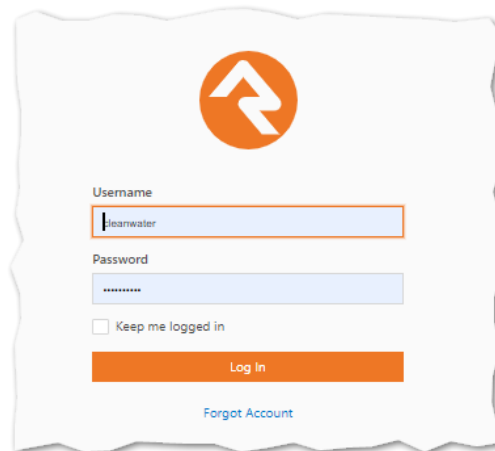 Username
cleanwater
Password
••••••••••
Keep me logged in
Log In
Forgot Account